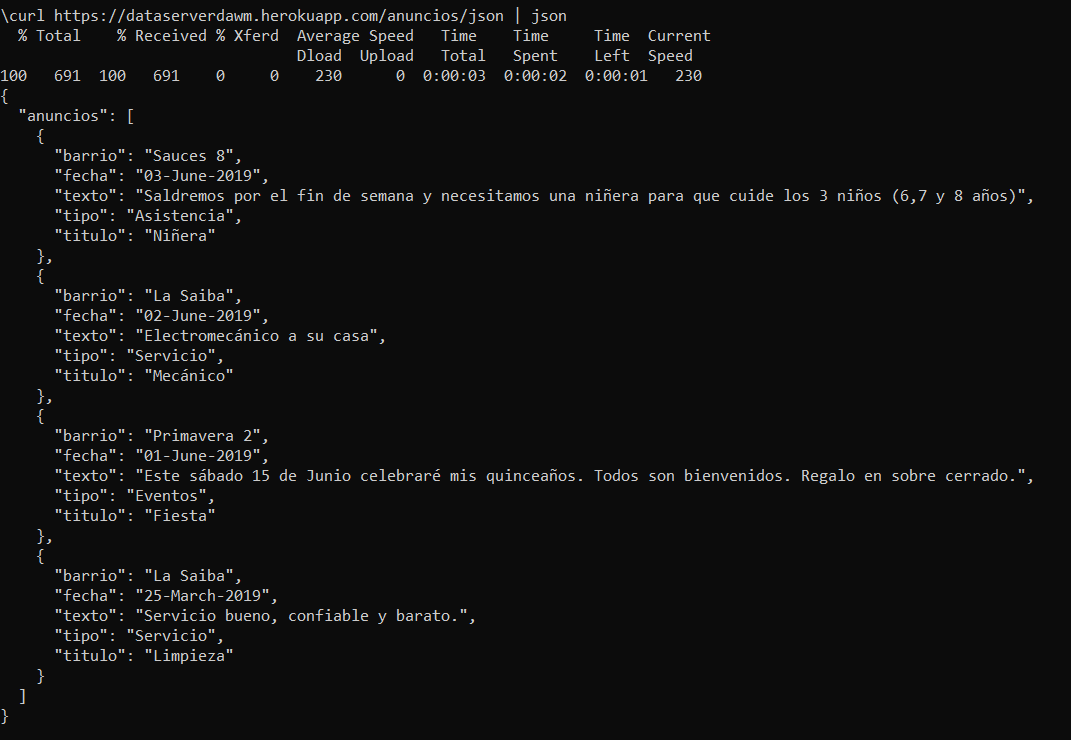 \curl https://dataserverdawm.herokuapp.com/anuncios/json | json
  % Total    % Received % Xferd  Average Speed   Time    Time     Time  Current
                                 Dload  Upload   Total   Spent    Left  Speed
100   691  100   691    0     0    230      0  0:00:03  0:00:02  0:00:01   230
{
  "anuncios": [
    {
      "barrio": "Sauces 8",
      "fecha": "03-June-2019",
      "texto": "Saldremos por el fin de semana y necesitamos una niñera para que cuide los 3 niños (6,7 y 8 años)",
      "tipo": "Asistencia",
      "titulo": "Niñera"
    },
    {
      "barrio": "La Saiba",
      "fecha": "02-June-2019",
      "texto": "Electromecánico a su casa",
      "tipo": "Servicio",
      "titulo": "Mecánico"
    },
    {
      "barrio": "Primavera 2",
      "fecha": "01-June-2019",
      "texto": "Este sábado 15 de Junio celebraré mis quinceaños. Todos son bienvenidos. Regalo en sobre cerrado.",
      "tipo": "Eventos",
      "titulo": "Fiesta"
    },
    {
      "barrio": "La Saiba",
      "fecha": "25-March-2019",
      "texto": "Servicio bueno, confiable y barato.",
      "tipo": "Servicio",
      "titulo": "Limpieza"
    }
  ]
}